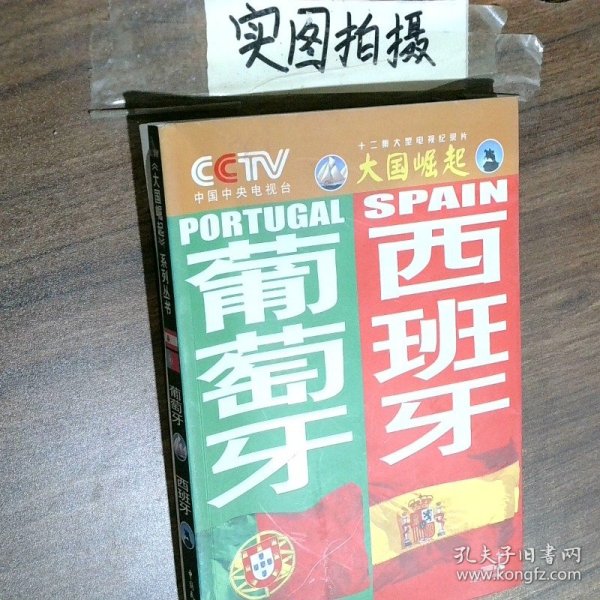 实图拍摄
CCTV
中国中央电视台
十二集大型电视纪录片
大国崛起
PORTUGAL
葡萄牙
SPAIN
西班牙
《大国崛起》系列丛书
葡萄牙
西班牙
孔夫子旧书网
www.kongfz.com